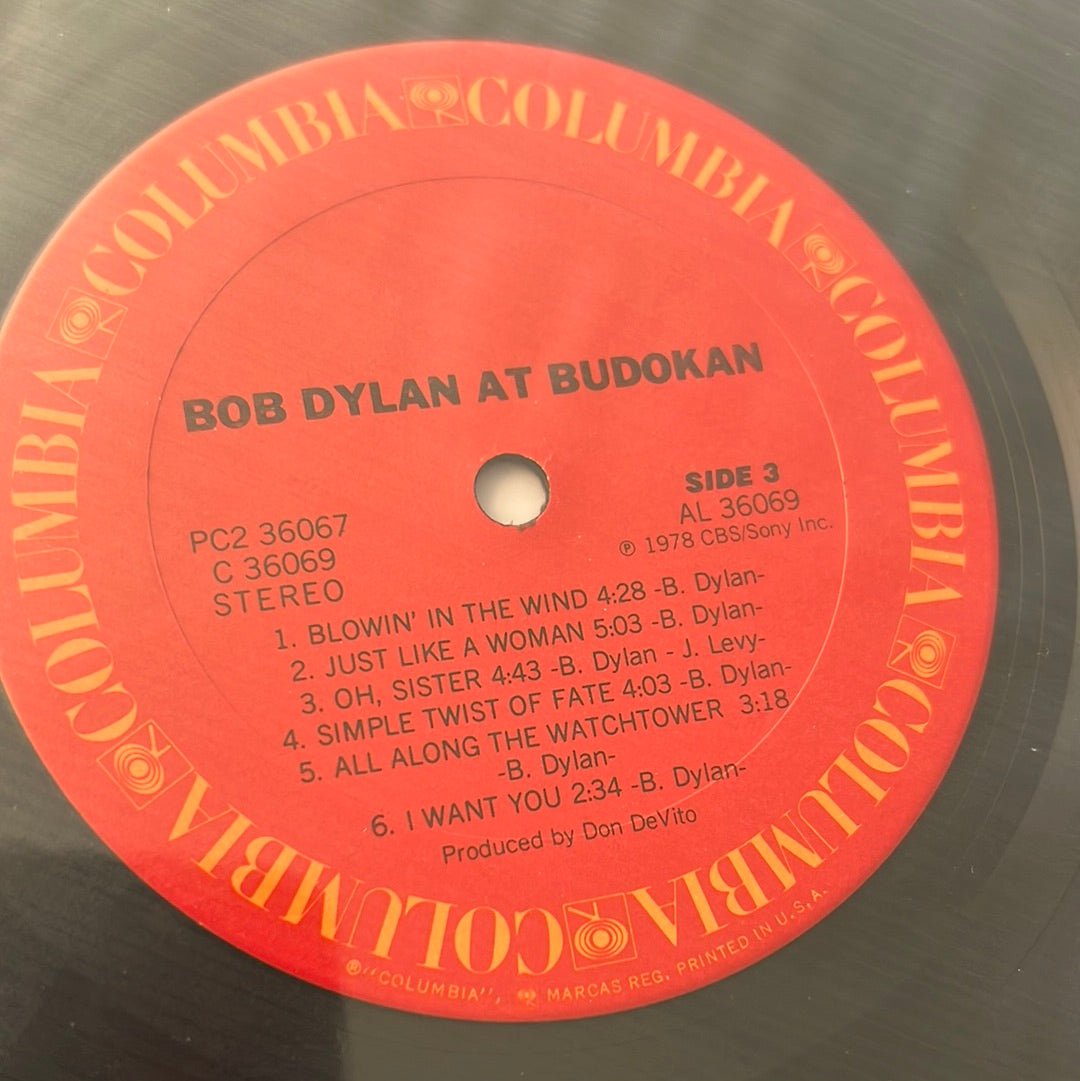 COLUMBIA COLUMBIA COLUMBIA COLUMBIA COLUMBIA COLUMBIA COLUMBIA
BOB DYLAN AT BUDOKAN
SIDE 3
AL 36069
℗ 1978 CBS/Sony Inc.
PC2 36067
C 36069
STEREO
1. BLOWIN' IN THE WIND 4:28 -B. Dylan-
2. JUST LIKE A WOMAN 5:03 -B. Dylan-
3. OH, SISTER 4:43 -B. Dylan - J. Levy-
4. SIMPLE TWIST OF FATE 4:03 -B. Dylan-
5. ALL ALONG THE WATCHTOWER 3:18
-B. Dylan-
6. I WANT YOU 2:34 -B. Dylan-
Produced by Don DeVito
®"COLUMBIA", MARCAS REG. PRINTED IN U.S.A.